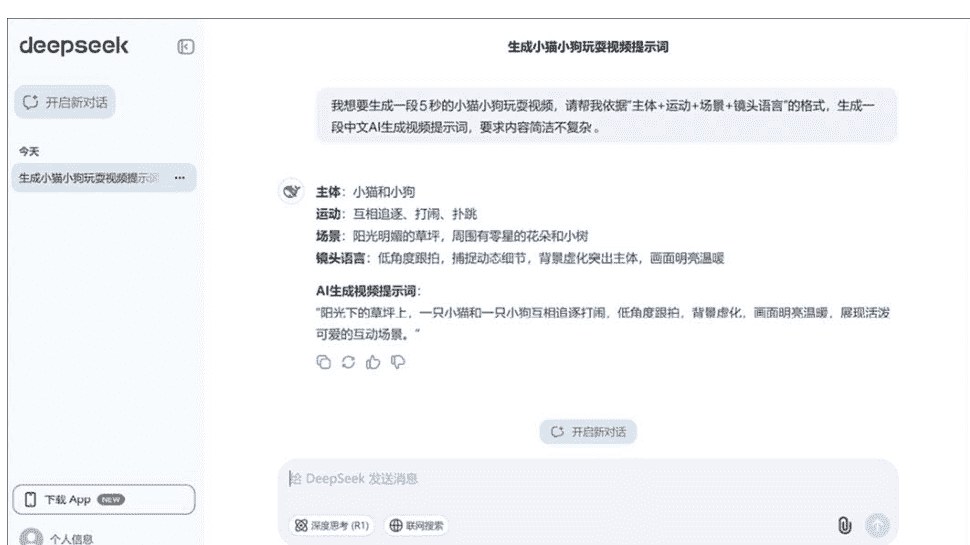 deepseek
开启新对话
今天
生成小猫小狗玩耍视频提示词
生成小猫小狗玩耍视频提示词
我想要生成一段5秒的小猫小狗玩耍视频，请帮我依据“主体+运动+场景+镜头语言”的格式，生成一
段中文AI生成视频提示词，要求内容简洁不复杂。
主体：小猫和小狗
运动：互相追逐、打闹、扑跳
场景：阳光明媚的草坪，周围有零星的花朵和小树
镜头语言：低角度跟拍，捕捉动态细节，背景虚化突出主体，画面明亮温暖
AI生成视频提示词：
“阳光下的草坪上，一只小猫和一只小狗互相追逐打闹，低角度跟拍，背景虚化，画面明亮温暖，展现活泼
可爱的互动场景。”
开启新对话
给 DeepSeek 发送消息
深度思考 (R1) 联网搜索
下载 App NEW
个人信息